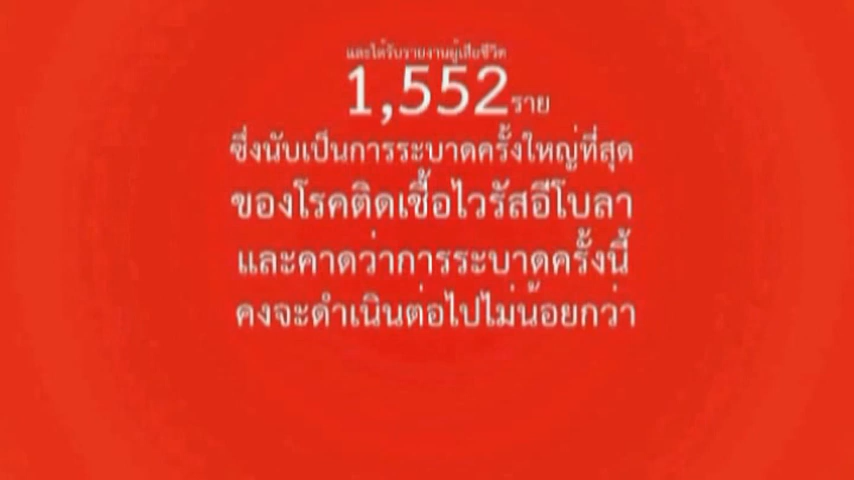 และได้รับรายงานผู้เสียชีวิต
1,552 ราย
ซึ่งนับเป็นการระบาดครั้งใหญ่ที่สุด
ของโรคติดเชื้อไวรัสอีโบลา
และคาดว่าการระบาดครั้งนี้
คงจะดำเนินต่อไปไม่น้อยกว่า